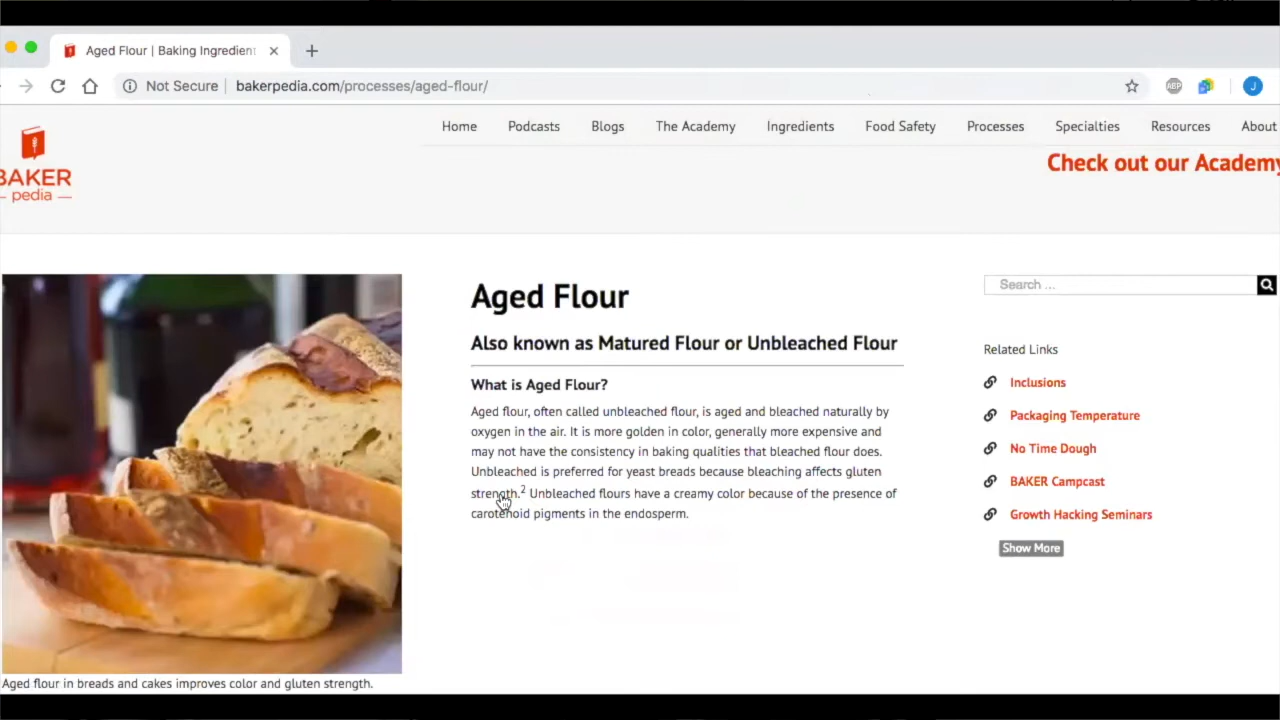 Aged Flour | Baking Ingredient
Not Secure | bakerpedia.com/processes/aged-flour/
ABP
J
Home Podcasts Blogs The Academy Ingredients Food Safety Processes Specialties Resources About
Check out our Academy
BAKER
pedia
Aged Flour
Also known as Matured Flour or Unbleached Flour
What is Aged Flour?
Aged flour, often called unbleached flour, is aged and bleached naturally by
oxygen in the air. It is more golden in color, generally more expensive and
may not have the consistency in baking qualities that bleached flour does.
Unbleached is preferred for yeast breads because bleaching affects gluten
strength.2 Unbleached flours have a creamy color because of the presence of
carotenoid pigments in the endosperm.
Search ...
Related Links
Inclusions
Packaging Temperature
No Time Dough
BAKER Campcast
Growth Hacking Seminars
Show More
Aged flour in breads and cakes improves color and gluten strength.